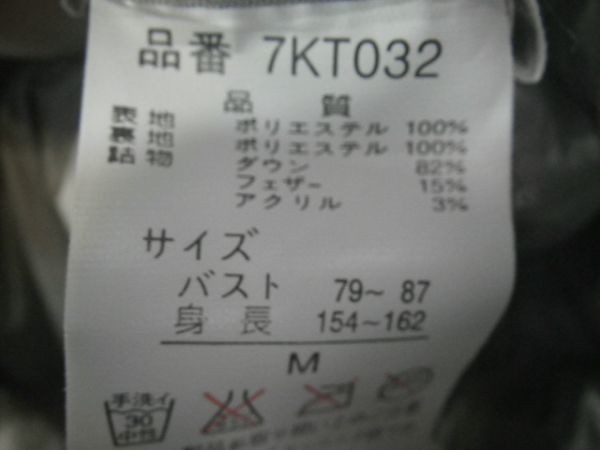 品番 7KT032
品 質
表地 ポリエステル 100%
裏地 ポリエステル 100%
詰物 ダウン 82%
フェザー 15%
アクリル 3%
サイズ
バスト 79~ 87
身長 154~162
M
手洗イ
30
中性